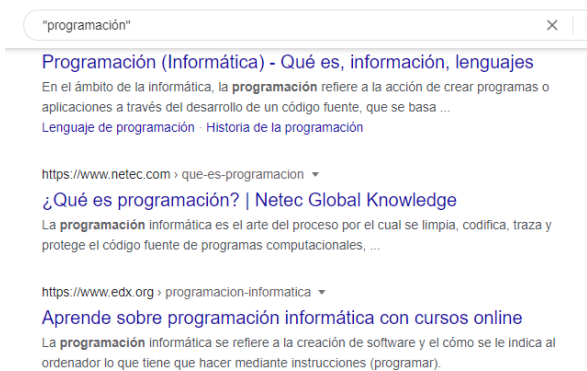 "programación"
Programación (Informática) - Qué es, información, lenguajes
En el ámbito de la informática, la programación refiere a la acción de crear programas o
aplicaciones a través del desarrollo de un código fuente, que se basa ...
Lenguaje de programación · Historia de la programación
https://www.netec.com › que-es-programacion
¿Qué es programación? | Netec Global Knowledge
La programación informática es el arte del proceso por el cual se limpia, codifica, traza y
protege el código fuente de programas computacionales, ...
https://www.edx.org › programacion-informatica
Aprende sobre programación informática con cursos online
La programación informática se refiere a la creación de software y el cómo se le indica al
ordenador lo que tiene que hacer mediante instrucciones (programar).